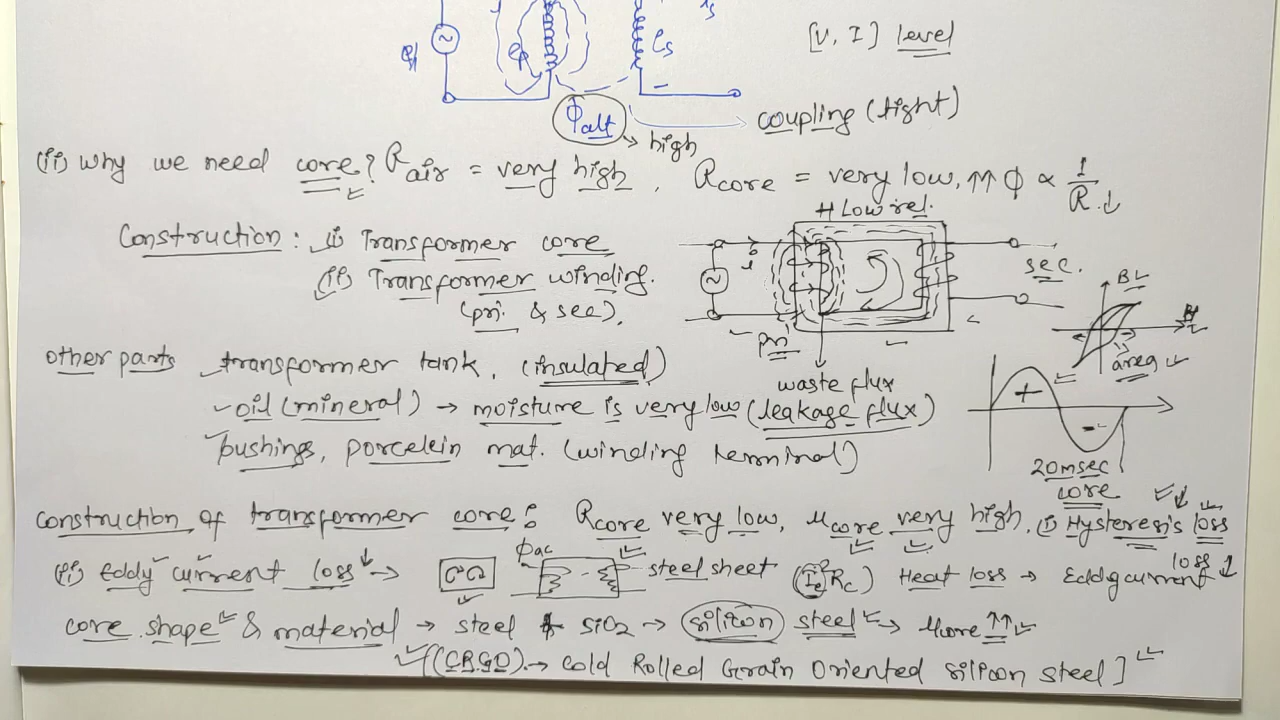 [V, I] level
ep
es
Φalt → high
coupling (tight)
(ii) why we need core? Rair = very high, Rcore = very low, ↑↑ Φ ∝ 1/R ↓
Low rel.
Construction: (i) Transformer core
(ii) Transformer winding.
(pri & sec).
sec.
pri
B
area
waste flux
(leakage flux)
other parts transformer tank, (insulated)
oil (mineral) → moisture is very low
bushings, porcelein mat. (winding terminal)
+ -
20msec
core
construction of transformer core: Rcore very low, μcore very high, (i) Hysteresis loss
(ii) Eddy current loss ↓ → Φac steel sheet (Ie²Rc) Heat loss → Eddy current loss ↓
core shape & material → steel & SiO2 → silicon steel → μcore ↑↑
(CRGO) → Cold Rolled Grain Oriented silicon steel]